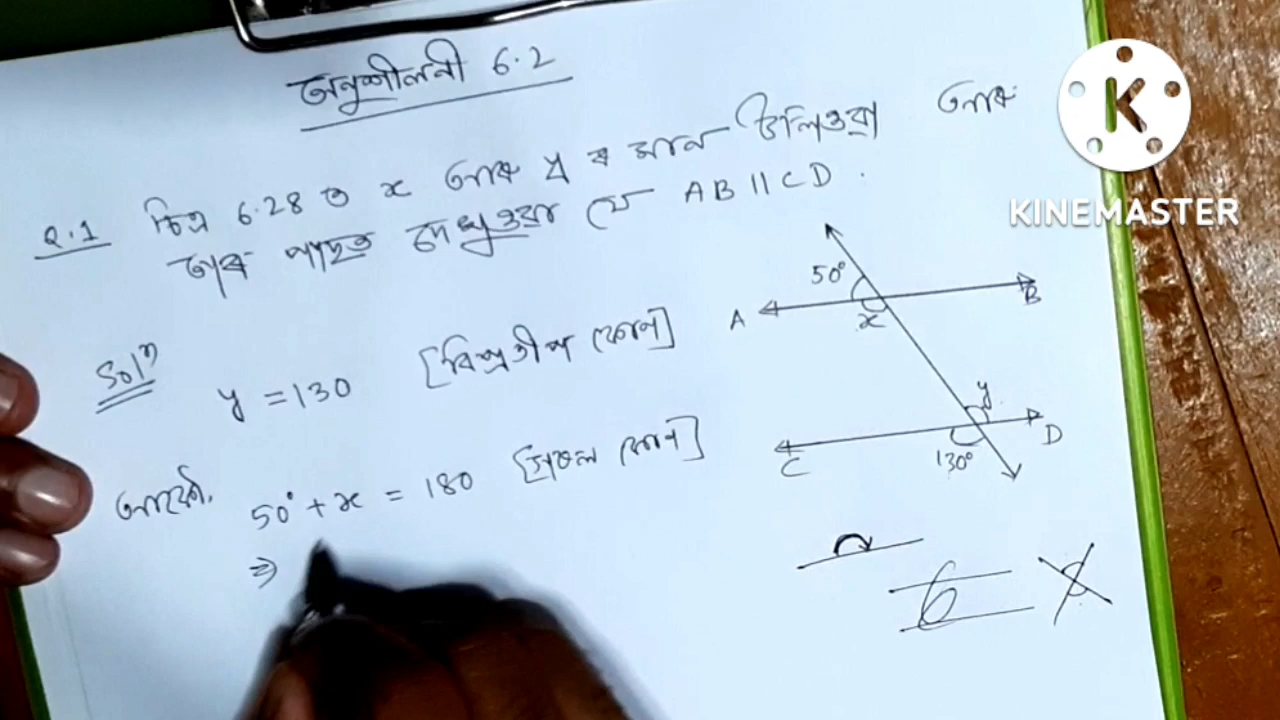 অনুশীলনী 6.2
Q.1 চিত্ৰ 6.28 ত x আৰু y ৰ মান উলিওৱা আৰু
তাৰ পাছত দেখুওৱা যে AB || CD.
Solⁿ y = 130 [বিপ্ৰতীপ কোণ]
আকৌ, 50° + x = 180 [সৰল কোণ]
⇒
50°
A
B
x
y
C
D
130°
K
KINEMASTER